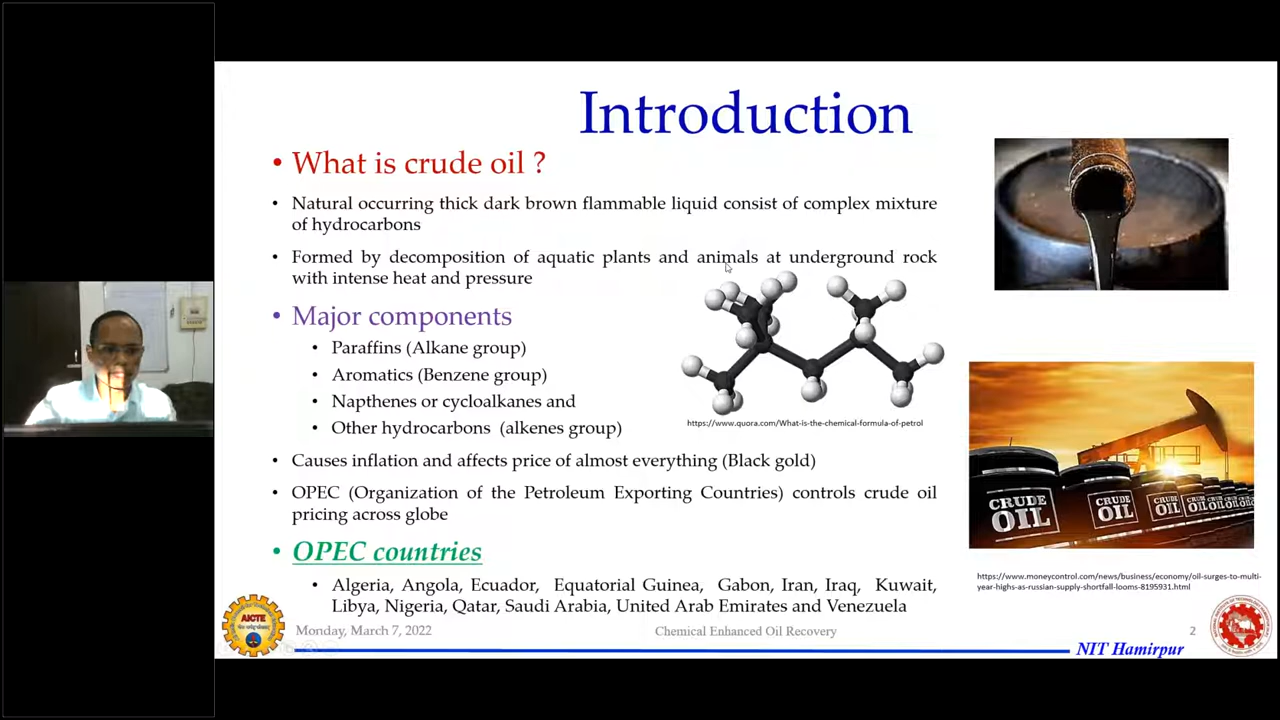 Introduction
• What is crude oil ?
• Natural occurring thick dark brown flammable liquid consist of complex mixture
of hydrocarbons
• Formed by decomposition of aquatic plants and animals at underground rock
with intense heat and pressure
• Major components
• Paraffins (Alkane group)
• Aromatics (Benzene group)
• Napthenes or cycloalkanes and
• Other hydrocarbons (alkenes group)
https://www.quora.com/What-is-the-chemical-formula-of-petrol
• Causes inflation and affects price of almost everything (Black gold)
• OPEC (Organization of the Petroleum Exporting Countries) controls crude oil
pricing across globe
• OPEC countries
• Algeria, Angola, Ecuador, Equatorial Guinea, Gabon, Iran, Iraq, Kuwait,
Libya, Nigeria, Qatar, Saudi Arabia, United Arab Emirates and Venezuela
CRUDE
OIL
CRUDE
OIL
CRUDE
OIL
CRUDE
OIL
https://www.moneycontrol.com/news/business/economy/oil-surges-to-multi-
year-highs-as-russian-supply-shortfall-looms-8195931.html
AICTE
Monday, March 7, 2022
Chemical Enhanced Oil Recovery
2
NIT Hamirpur